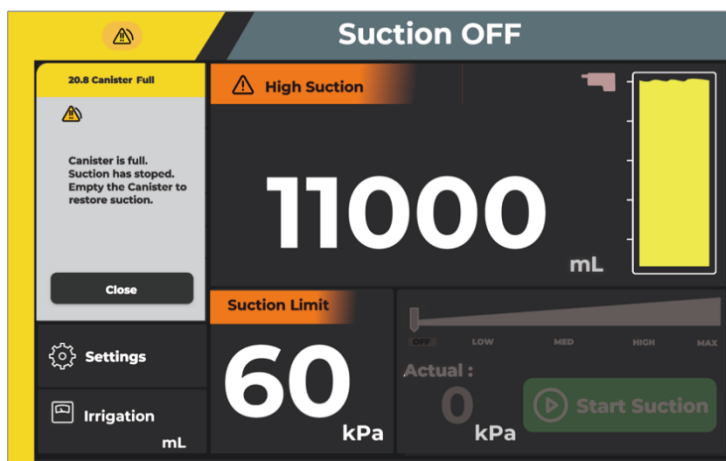 Suction OFF
20.8 Canister Full
Canister is full.
Suction has stoped.
Empty the Canister to
restore suction.
Close
Settings
Irrigation
mL
High Suction
11000
mL
Suction Limit
60
kPa
OFF LOW MED HIGH MAX
Actual :
0
kPa
Start Suction